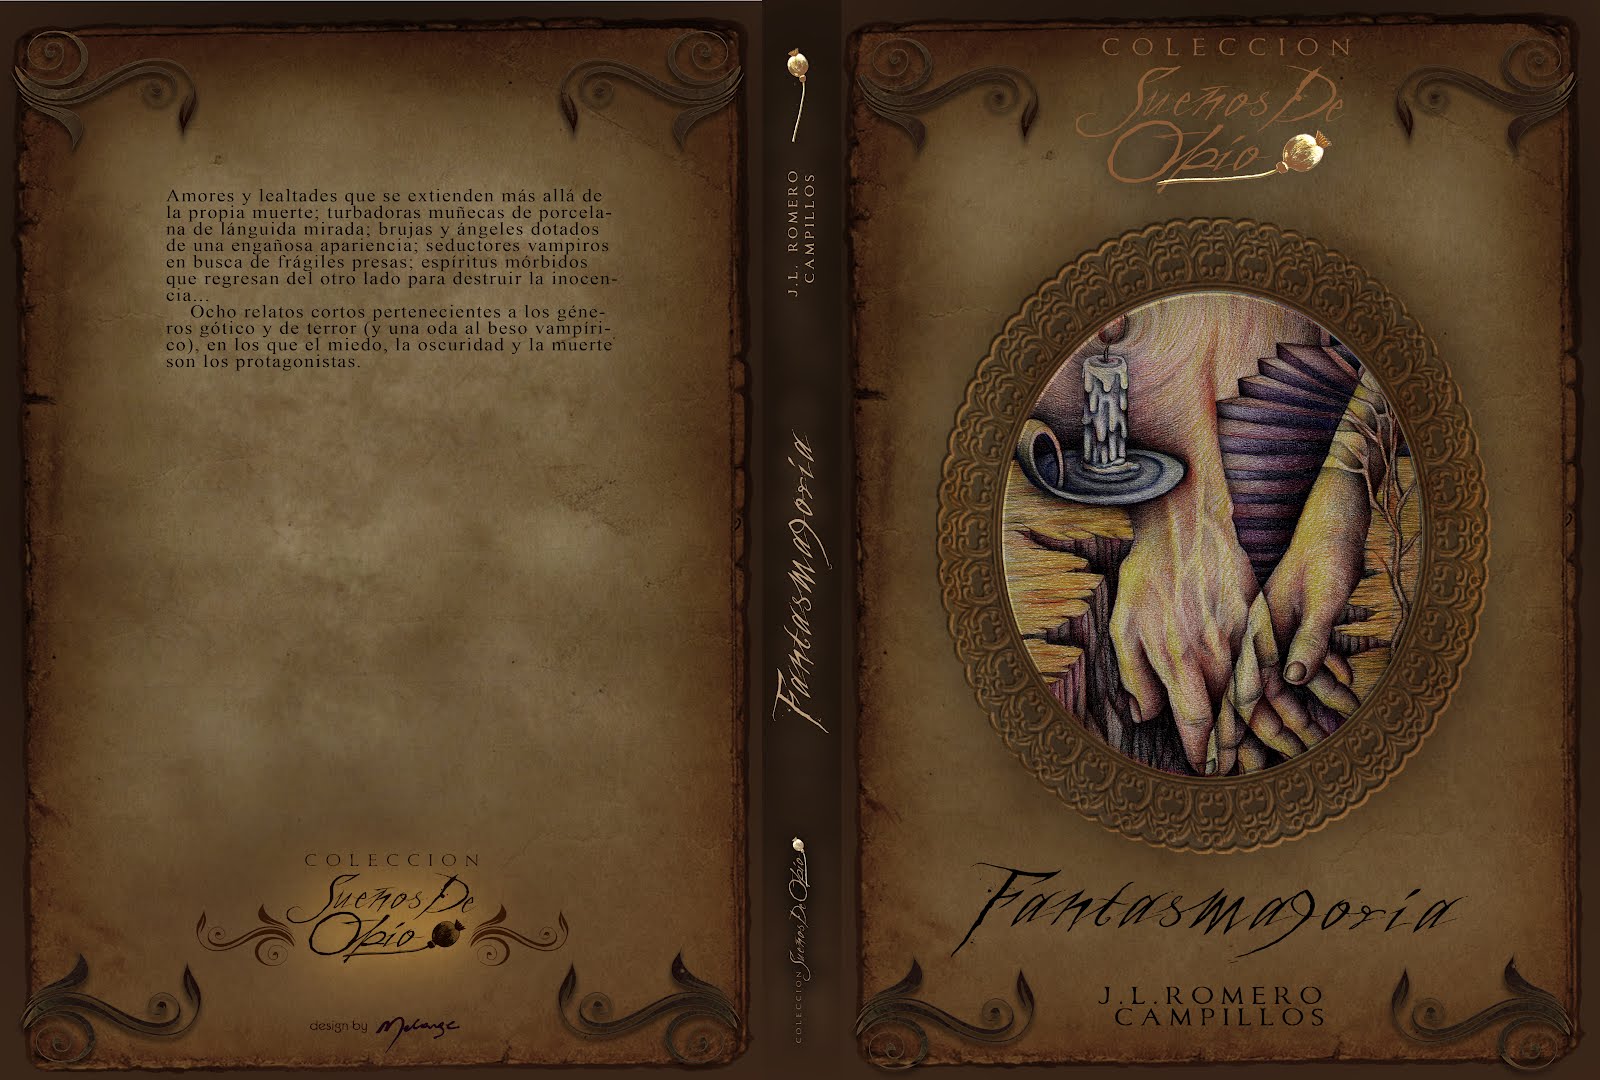 Amores y lealtades que se extienden más allá de
la propia muerte; turbadoras muñecas de porcela-
na de lánguida mirada; brujas y ángeles dotados
de una engañosa apariencia; seductores vampiros
en busca de frágiles presas; espíritus mórbidos
que regresan del otro lado para destruir la inocen-
cia...
Ocho relatos cortos pertenecientes a los géne-
ros gótico y de terror (y una oda al beso vampíri-
co), en los que el miedo, la oscuridad y la muerte
son los protagonistas.
COLECCION
Sueños De
Opio
design by Melange
J.L. ROMERO
CAMPILLOS
Fantasmagoria
COLECCION Sueños De Opio
COLECCION
Sueños De
Opio
Fantasmagoria
J.L.ROMERO
CAMPILLOS